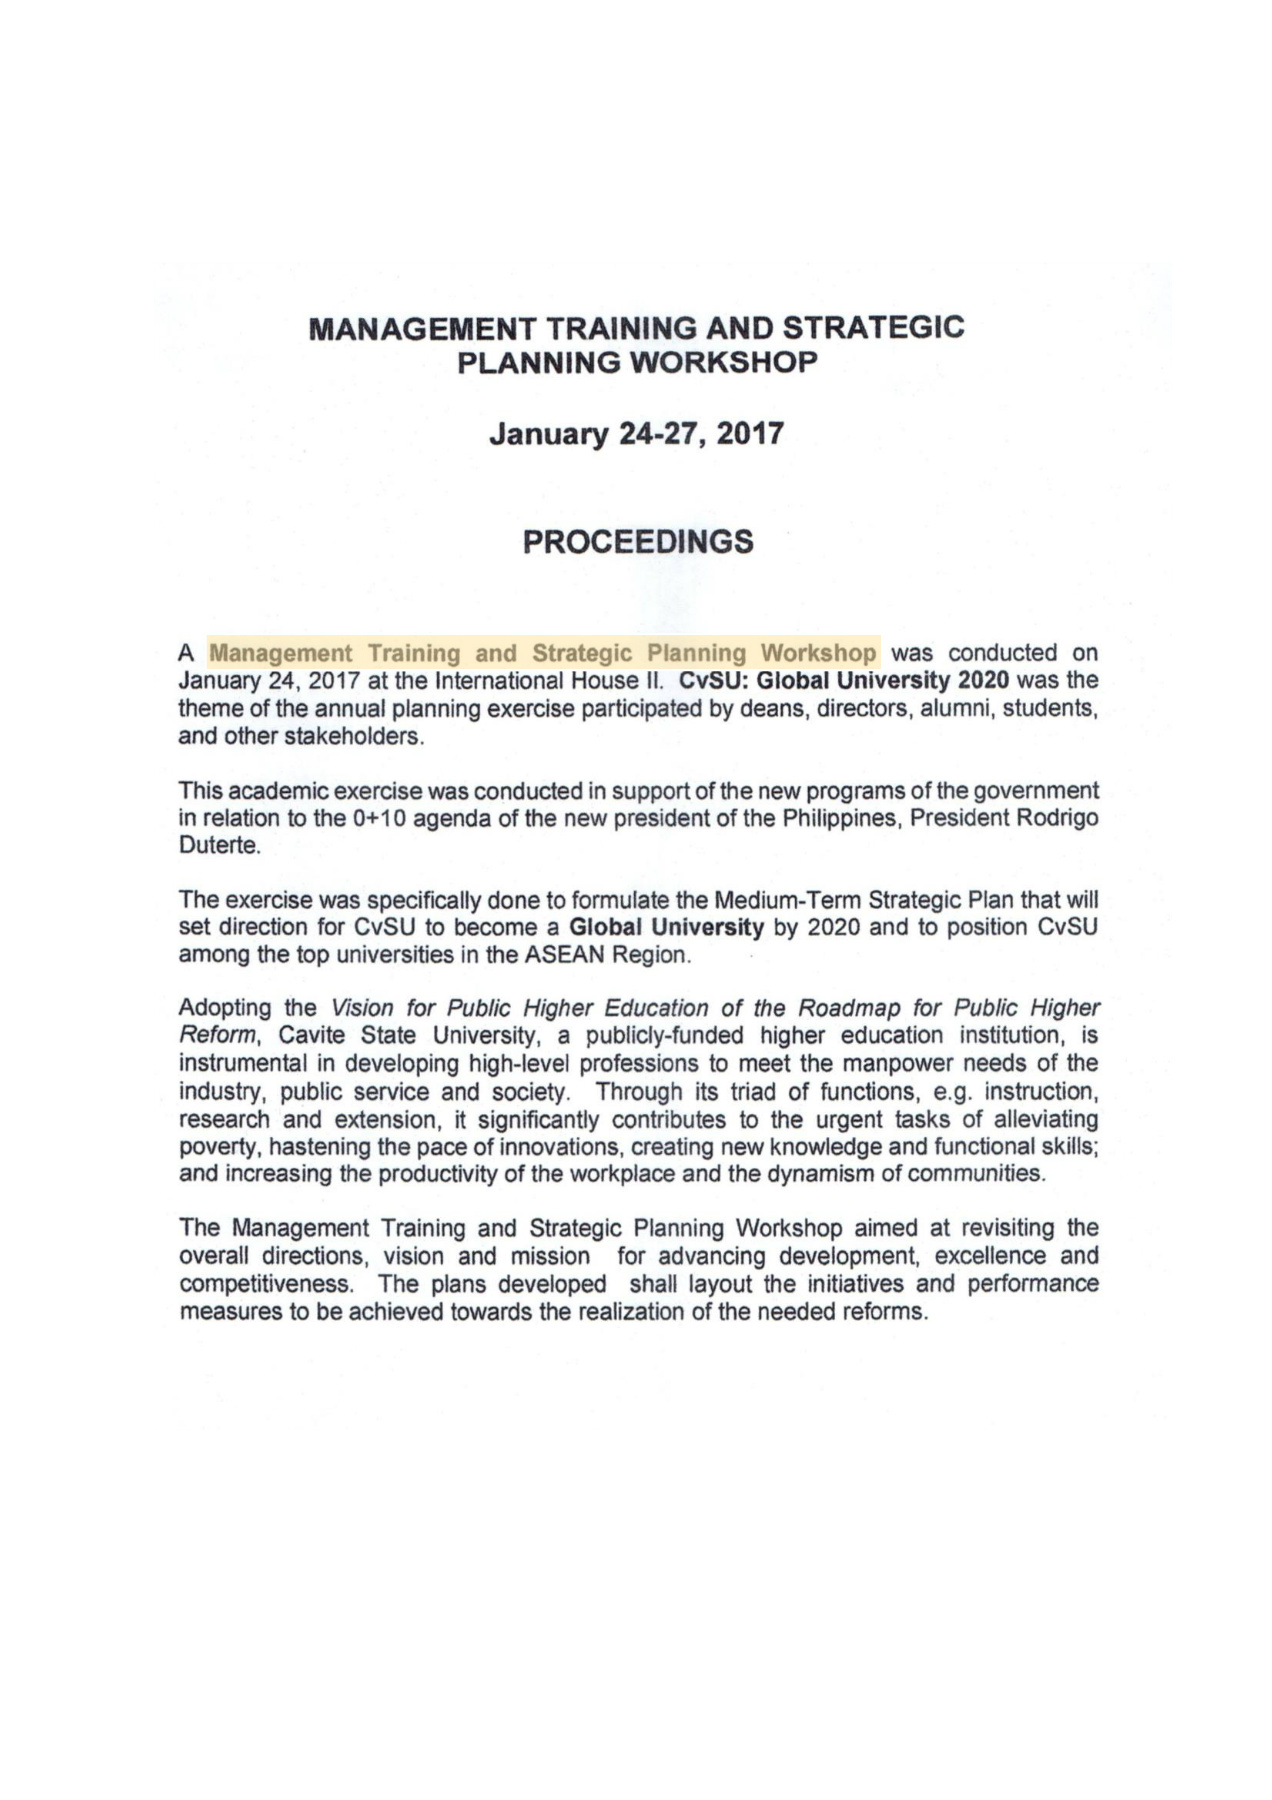 MANAGEMENT TRAINING AND STRATEGIC
PLANNING WORKSHOP
January 24-27, 2017
PROCEEDINGS
A Management Training and Strategic Planning Workshop was conducted on
January 24, 2017 at the International House II. CvSU: Global University 2020 was the
theme of the annual planning exercise participated by deans, directors, alumni, students,
and other stakeholders.
This academic exercise was conducted in support of the new programs of the government
in relation to the 0+10 agenda of the new president of the Philippines, President Rodrigo
Duterte.
The exercise was specifically done to formulate the Medium-Term Strategic Plan that will
set direction for CvSU to become a Global University by 2020 and to position CvSU
among the top universities in the ASEAN Region.
Adopting the Vision for Public Higher Education of the Roadmap for Public Higher
Reform, Cavite State University, a publicly-funded higher education institution, is
instrumental in developing high-level professions to meet the manpower needs of the
industry, public service and society. Through its triad of functions, e.g. instruction,
research and extension, it significantly contributes to the urgent tasks of alleviating
poverty, hastening the pace of innovations, creating new knowledge and functional skills;
and increasing the productivity of the workplace and the dynamism of communities.
The Management Training and Strategic Planning Workshop aimed at revisiting the
overall directions, vision and mission for advancing development, excellence and
competitiveness. The plans developed shall layout the initiatives and performance
measures to be achieved towards the realization of the needed reforms.